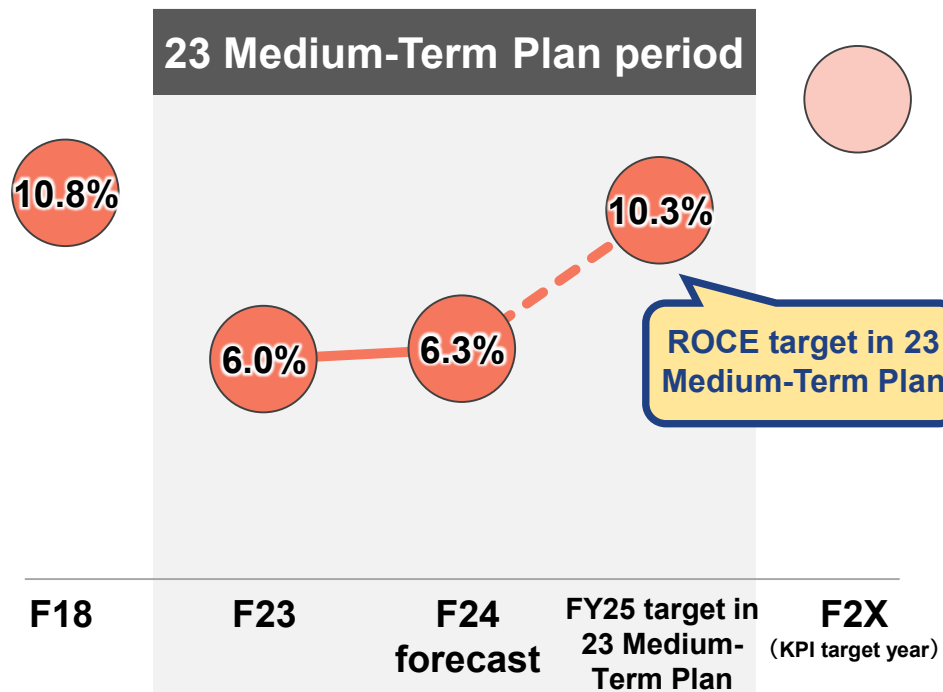 23 Medium-Term Plan period
10.8%
6.0%
6.3%
10.3%
ROCE target in 23
Medium-Term Plan
F18
F23
F24
forecast
FY25 target in
23 Medium-
Term Plan
F2X
（KPI target year）